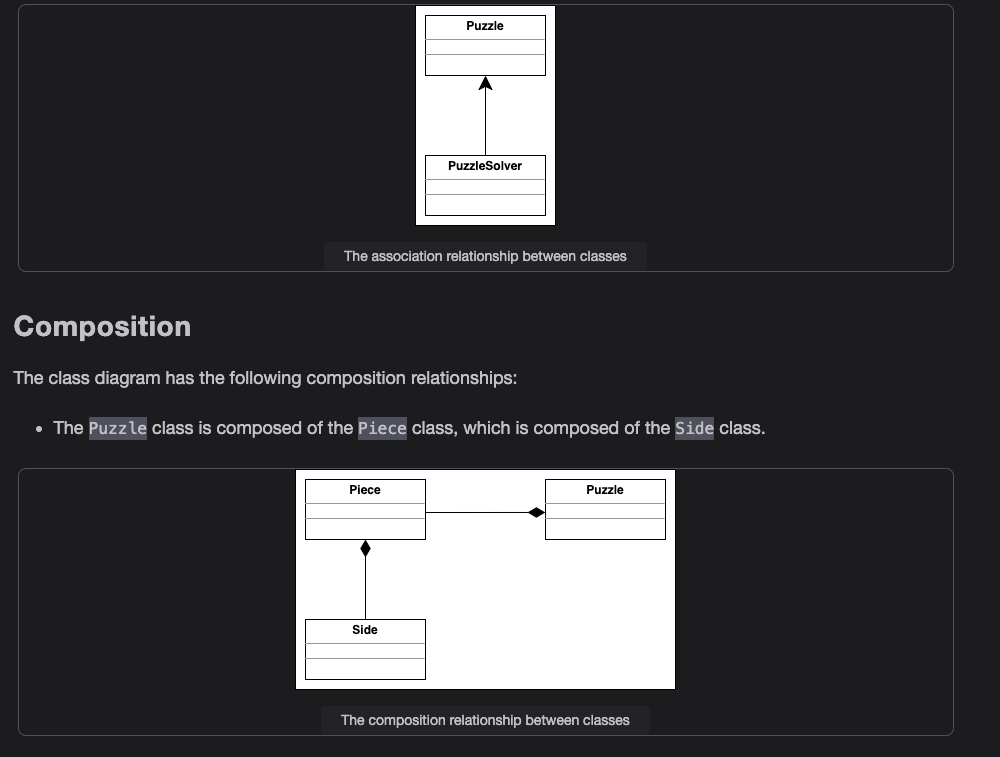 Puzzle
PuzzleSolver
The association relationship between classes
Composition
The class diagram has the following composition relationships:
• The Puzzle class is composed of the Piece class, which is composed of the Side class.
Piece
Puzzle
Side
The composition relationship between classes